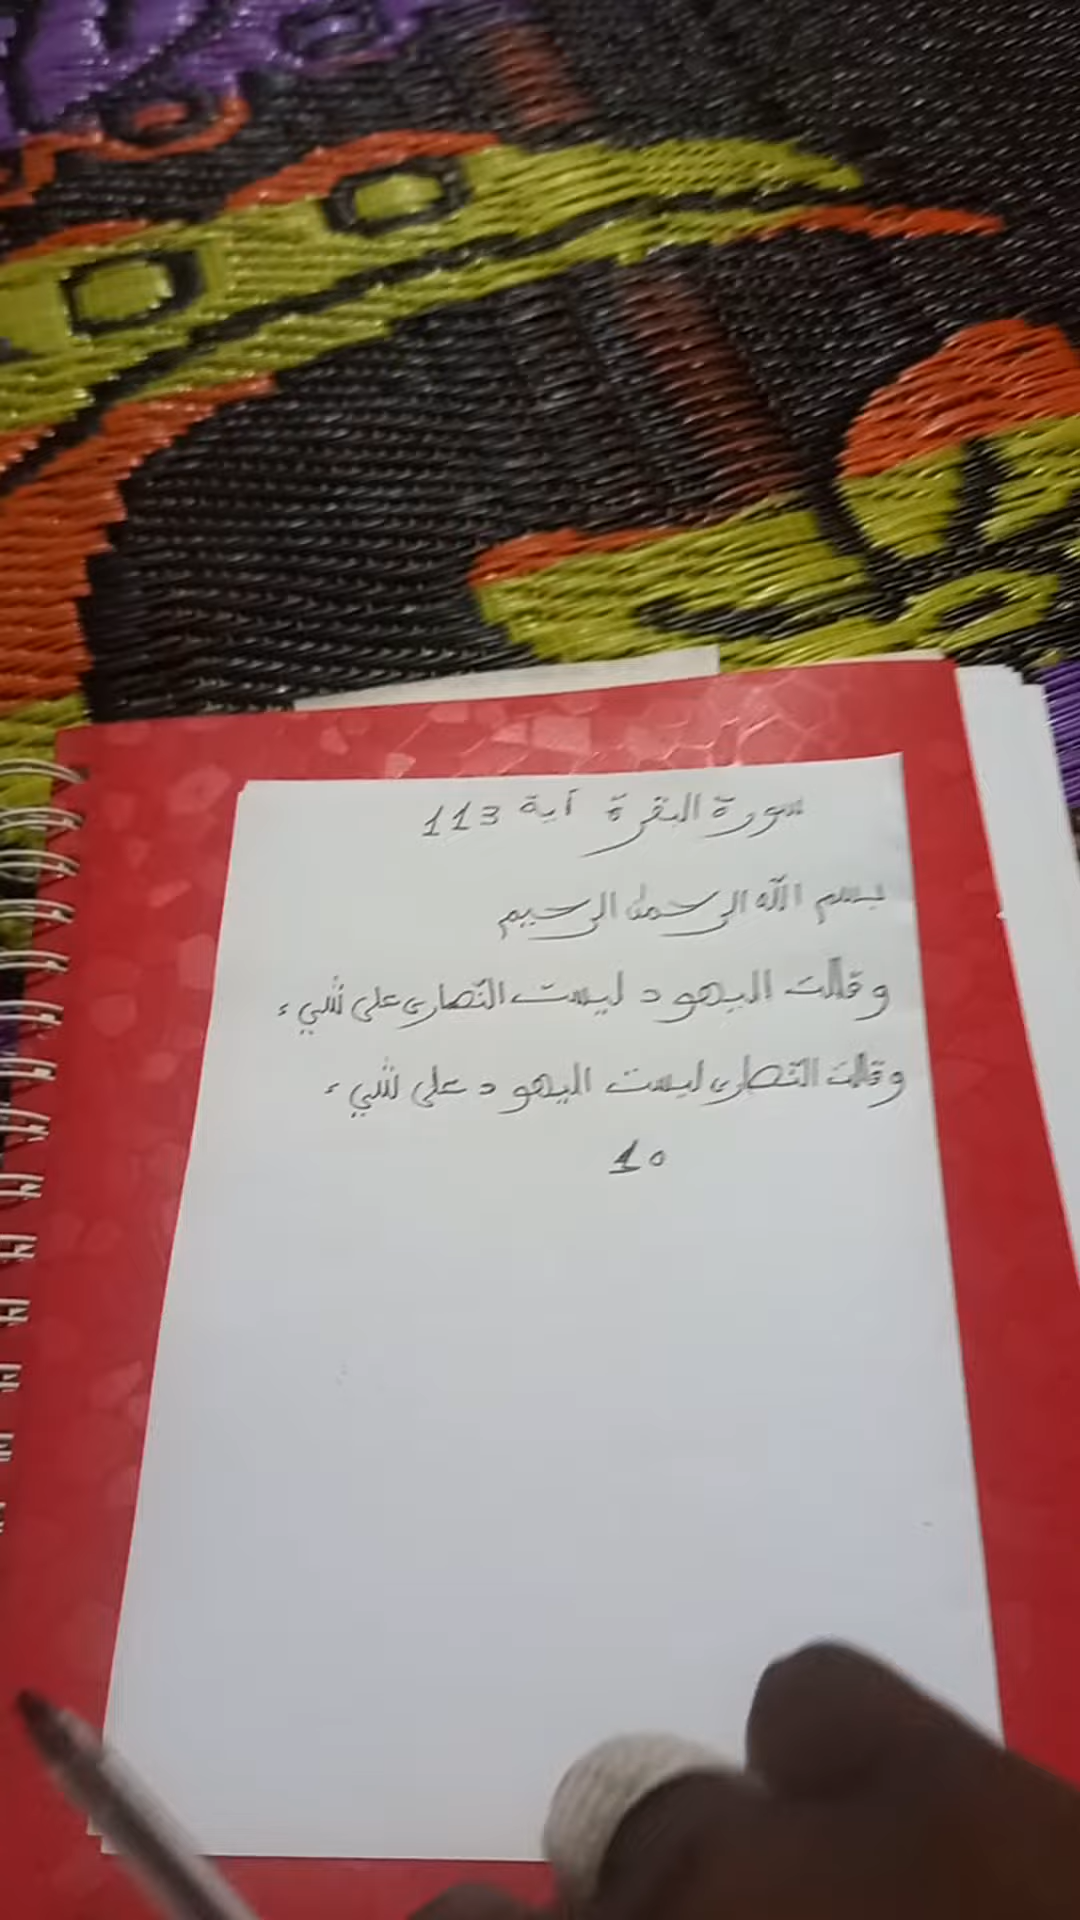 سورة البقرة آية 113
بسم الله الرحمن الرحيم
وقالت اليهود ليست النصارى على شيء
وقالت النصارى ليست اليهود على شيء
10